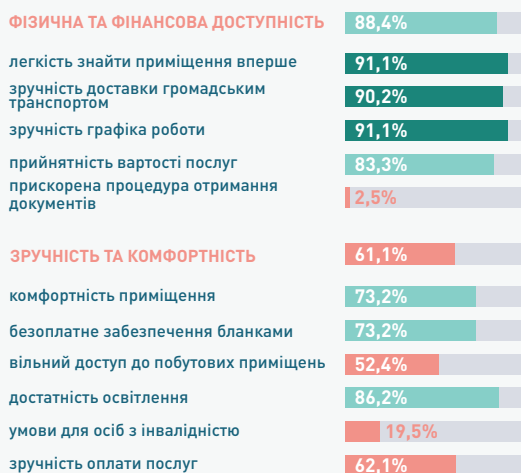 ФІЗИЧНА ТА ФІНАНСОВА ДОСТУПНІСТЬ 88,4%
легкість знайти приміщення вперше 91,1%
зручність доставки громадським
транспортом 90,2%
зручність графіка роботи 91,1%
прийнятність вартості послуг 83,3%
прискорена процедура отримання
документів 2,5%
ЗРУЧНІСТЬ ТА КОМФОРТНІСТЬ 61,1%
комфортність приміщення 73,2%
безоплатне забезпечення бланками 73,2%
вільний доступ до побутових приміщень 52,4%
достатність освітлення 86,2%
умови для осіб з інвалідністю 19,5%
зручність оплати послуг 62,1%